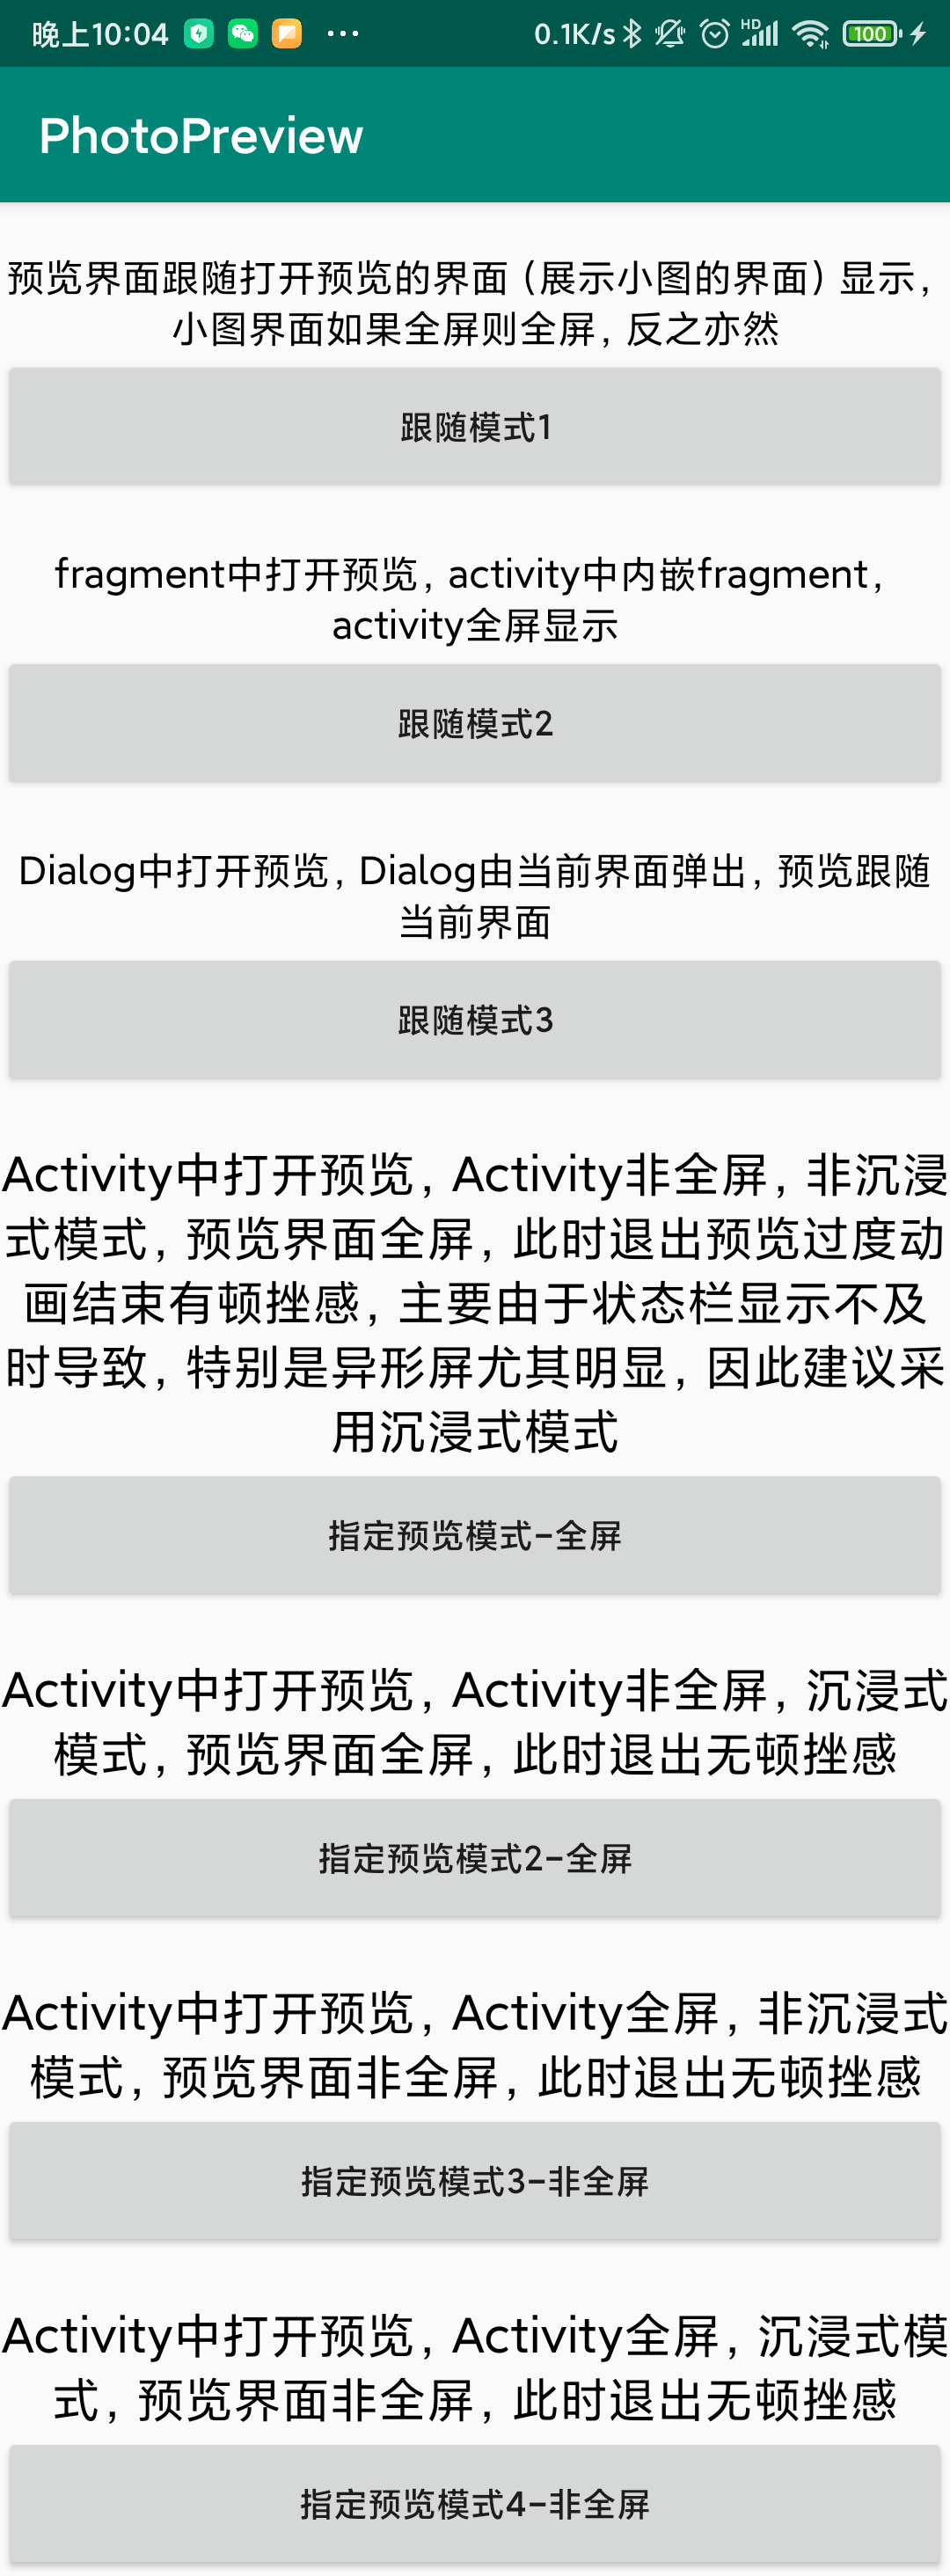 晚上10:04 ... 0.1K/s HD 100
PhotoPreview
预览界面跟随打开预览的界面（展示小图的界面）显示，
小图界面如果全屏则全屏，反之亦然
跟随模式1
fragment中打开预览，activity中内嵌fragment，
activity全屏显示
跟随模式2
Dialog中打开预览，Dialog由当前界面弹出，预览跟随
当前界面
跟随模式3
Activity中打开预览，Activity非全屏，非沉浸
式模式，预览界面全屏，此时退出预览过度动
画结束有顿挫感，主要由于状态栏显示不及
时导致，特别是异形屏尤其明显，因此建议采
用沉浸式模式
指定预览模式-全屏
Activity中打开预览，Activity非全屏，沉浸式
模式，预览界面全屏，此时退出无顿挫感
指定预览模式2-全屏
Activity中打开预览，Activity全屏，非沉浸式
模式，预览界面非全屏，此时退出无顿挫感
指定预览模式3-非全屏
Activity中打开预览，Activity全屏，沉浸式模
式，预览界面非全屏，此时退出无顿挫感
指定预览模式4-非全屏